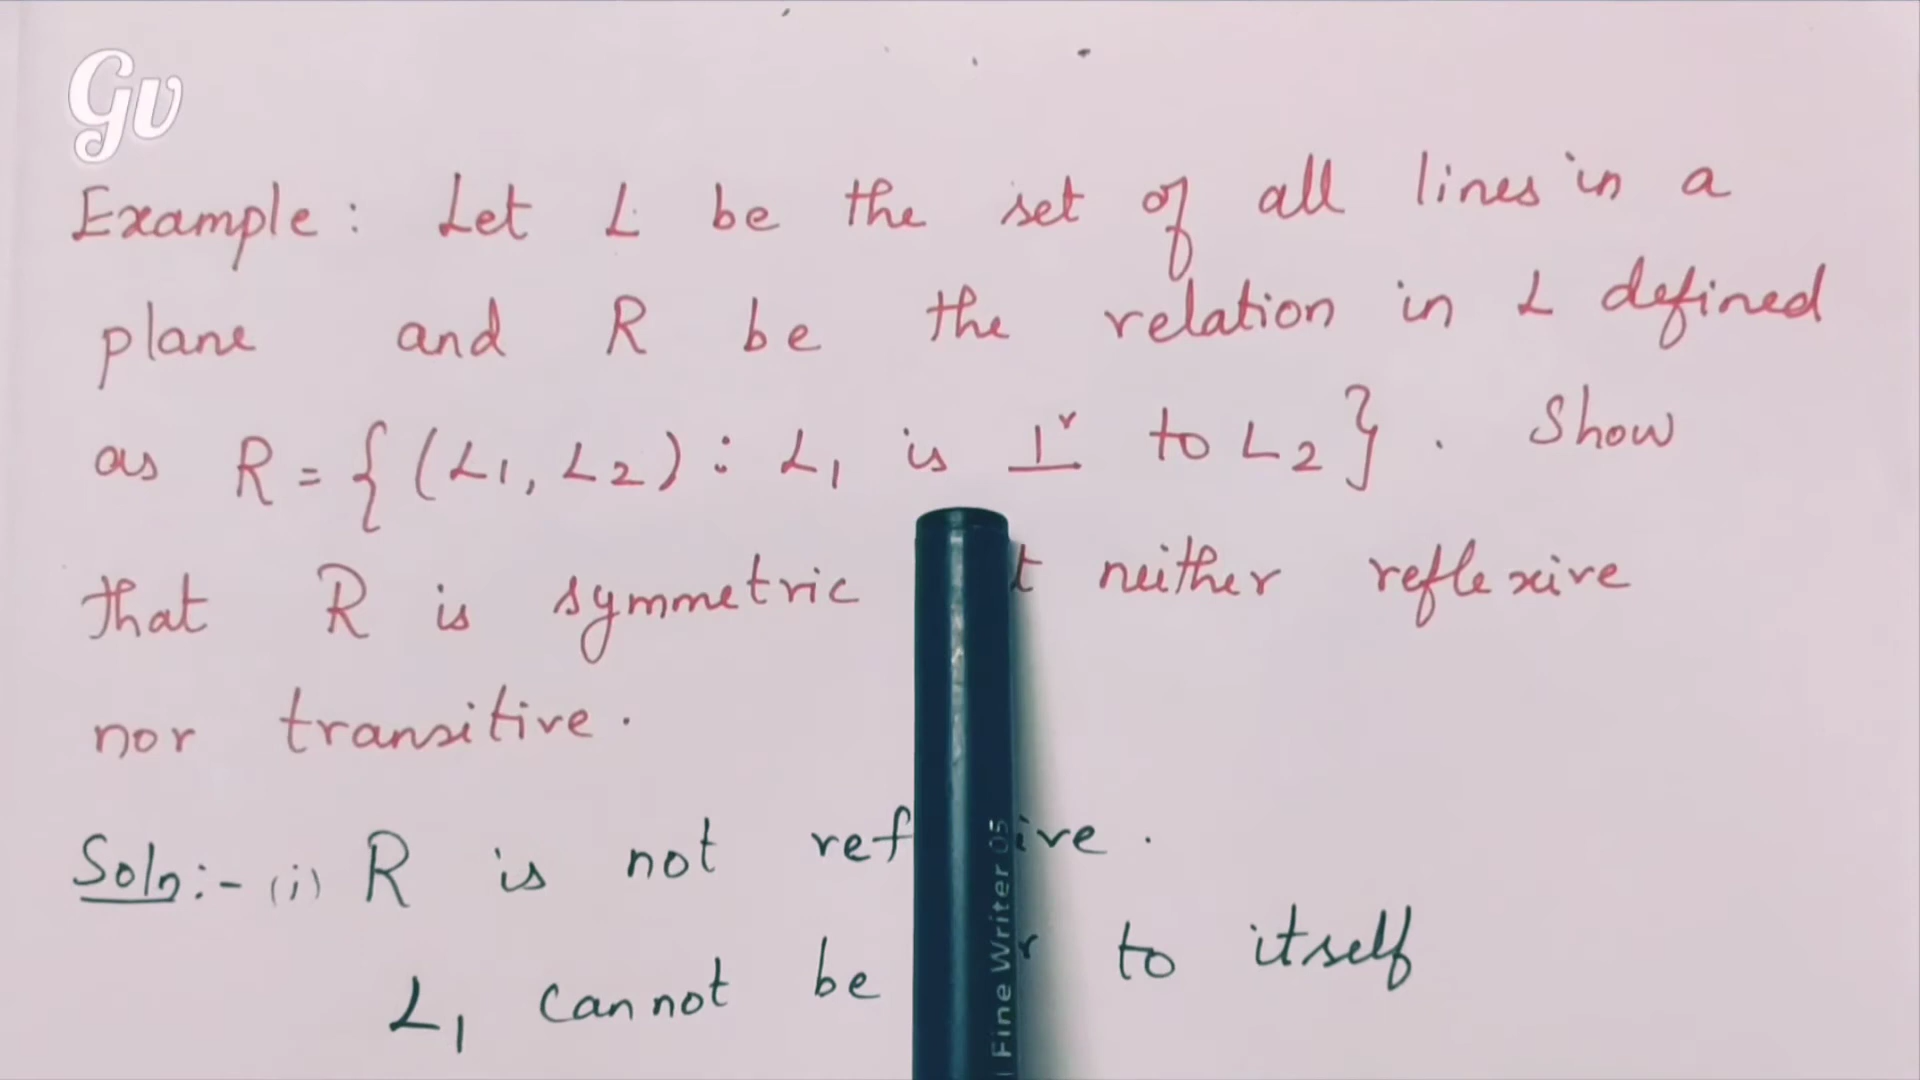 Gv
Example: Let L be the set of all lines in a
plane and R be the relation in L defined
as R = { (L₁, L₂) : L₁ is ⊥ʳ to L₂ } . Show
that R is symmetric neither reflexive
nor transitive.
Soln:- (i) R is not .
L₁ cannot be to itself
Fine Writer 05